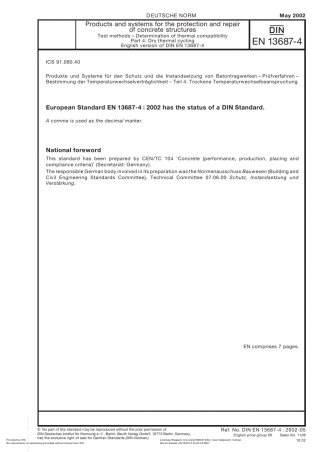 DEUTSCHE NORM
May 2002
Products and systems for the protection and repair
of concrete structures
Test methods – Determination of thermal compatibility
Part 4: Dry thermal cycling
English version of DIN EN 13687-4
DIN
EN 13687-4
ICS 91.080.40
Produkte und Systeme für den Schutz und die Instandsetzung von Betontragwerken – Prüfverfahren –
Bestimmung der Temperaturwechselverträglichkeit – Teil 4: Trockene Temperaturwechselbeanspruchung
European Standard EN 13687-4 : 2002 has the status of a DIN Standard.
A comma is used as the decimal marker.
National foreword
This standard has been prepared by CEN/TC 104 ‘Concrete (performance, production, placing and
compliance criteria)’ (Secretariat: Germany).
The responsible German body involved in its preparation was the Normenausschuss Bauwesen (Building and
Civil Engineering Standards Committee), Technical Committee 07.06.00 Schutz, Instandsetzung und
Verstärkung.
EN comprises 7 pages.
© No part of this standard may be reproduced without the prior permission of
DIN Deutsches Institut für Normung e. V., Berlin. Beuth Verlag GmbH, 10772 Berlin, Germany,
has the exclusive right of sale for German Standards (DIN-Normen).
Ref. No. DIN EN 13687-4 : 2002-05
English price group 06 Sales No. 1106
10.02